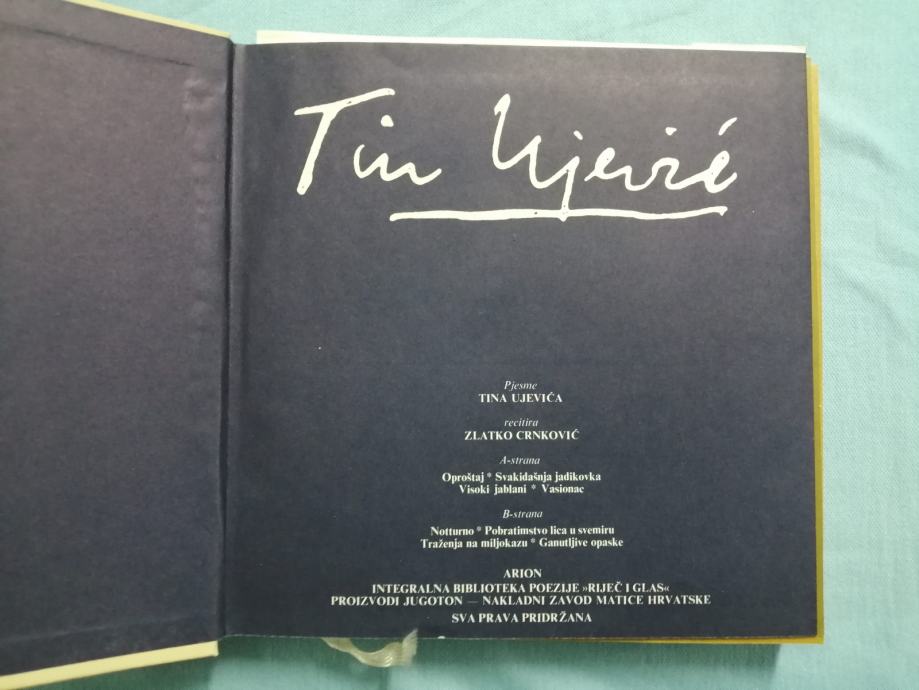 Tin Ujević
Pjesme
TINA UJEVIĆA
recitira
ZLATKO CRNKOVIĆ
A-strana
Oproštaj * Svakidašnja jadikovka
Visoki jablani * Vasionac
B-strana
Notturno * Pobratimstvo lica u svemiru
Traženja na miljokazu * Ganutljive opaske
ARION
INTEGRALNA BIBLIOTEKA POEZIJE »RIJEČ I GLAS«
PROIZVODI JUGOTON — NAKLADNI ZAVOD MATICE HRVATSKE
SVA PRAVA PRIDRŽANA